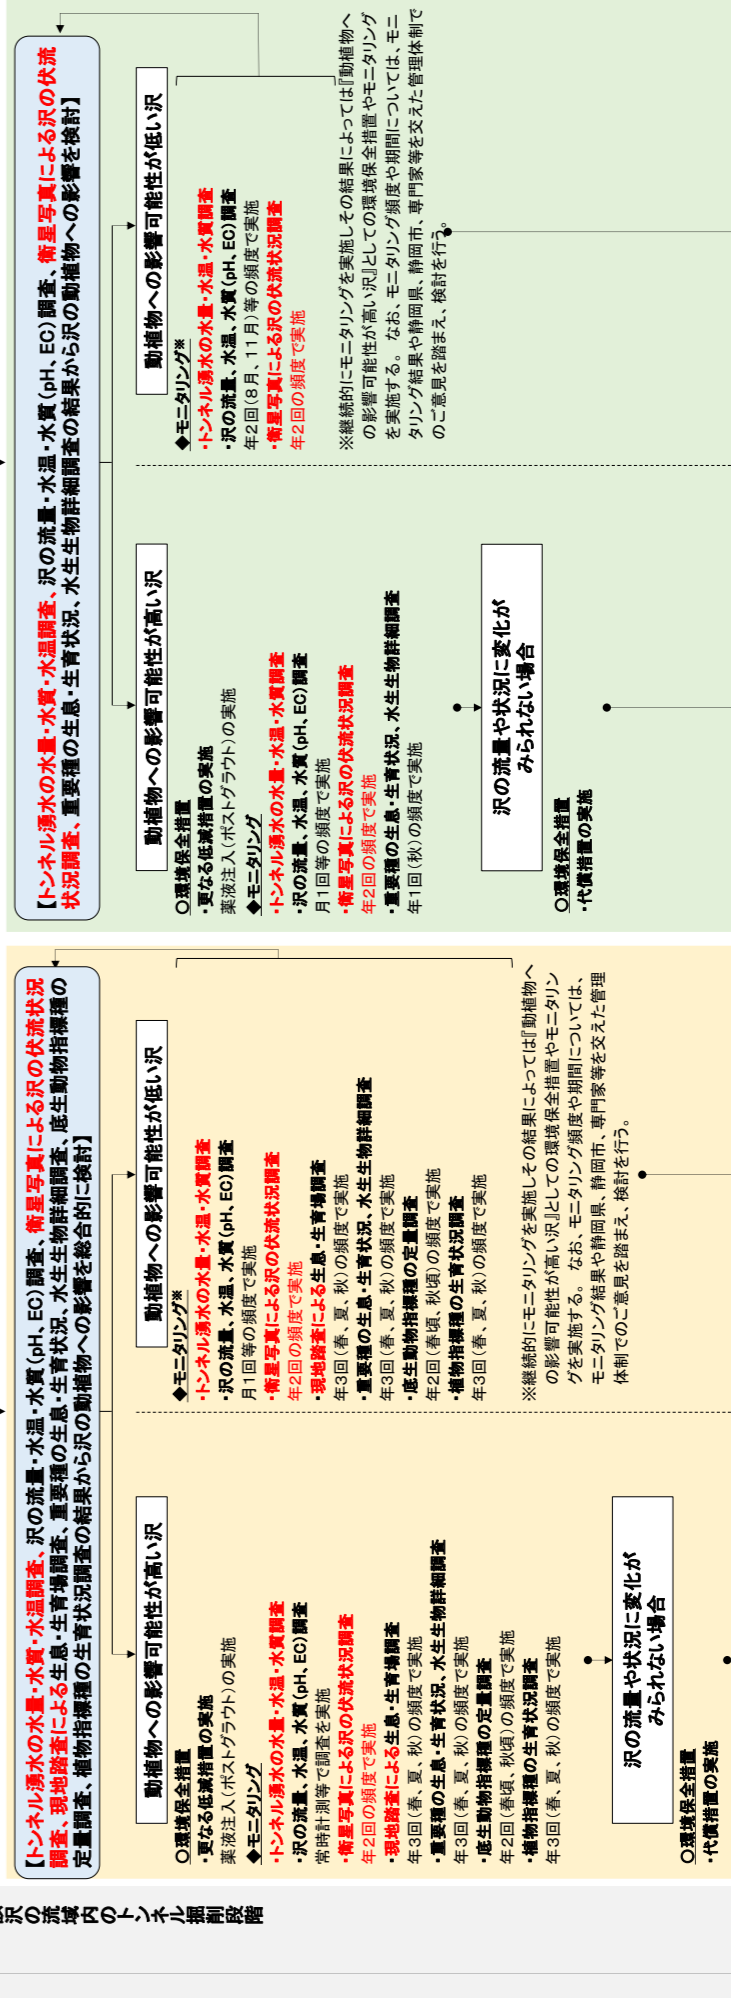 沢の流域内のトンネル掘削段階
【トンネル湧水の水量・水質・水温調査、沢の流量・水温・水質(pH、EC)調査、衛星写真による沢の伏流状況
調査、現地踏査による生息・生育場調査、重要種の生息・生育状況、水生生物詳細調査、底生動物指標種の
定量調査、植物指標種の生育状況調査の結果から沢の動植物への影響を総合的に検討】
動植物への影響可能性が高い沢
〇環境保全措置
・更なる低減措置の実施
薬液注入(ポストグラウト)の実施
◆モニタリング
・トンネル湧水の水量・水温・水質調査
・沢の流量、水温、水質(pH、EC)調査
常時計測等で調査を実施
・衛星写真による沢の伏流状況調査
年2回の頻度で実施
・現地踏査による生息・生育場調査
年3回(春、夏、秋)の頻度で実施
・重要種の生息・生育状況、水生生物詳細調査
年3回(春、夏、秋)の頻度で実施
・底生動物指標種の定量調査
年2回(春頃、秋頃)の頻度で実施
・植物指標種の生育状況調査
年3回(春、夏、秋)の頻度で実施
沢の流量や状況に変化が
みられない場合
〇環境保全措置
・代償措置の実施
動植物への影響可能性が低い沢
◆モニタリング※
・トンネル湧水の水量・水温・水質調査
・沢の流量、水温、水質(pH、EC)調査
月1回等の頻度で実施
・衛星写真による沢の伏流状況調査
年2回の頻度で実施
・現地踏査による生息・生育場調査
年3回(春、夏、秋)の頻度で実施
・重要種の生息・生育状況、水生生物詳細調査
年3回(春、夏、秋)の頻度で実施
・底生動物指標種の定量調査
年2回(春頃、秋頃)の頻度で実施
・植物指標種の生育状況調査
年3回(春、夏、秋)の頻度で実施
※継続的にモニタリングを実施しその結果によっては『動植物へ
の影響可能性が高い沢』としての環境保全措置やモニタリン
グを実施する。なお、モニタリング頻度や期間については、
モニタリング結果や静岡県、静岡市、専門家等を交えた管理
体制でのご意見を踏まえ、検討を行う。
【トンネル湧水の水量・水質・水温調査、沢の流量・水温・水質(pH、EC)調査、衛星写真による沢の伏流
状況調査、重要種の生息・生育状況、水生生物詳細調査の結果から沢の動植物への影響を検討】
動植物への影響可能性が高い沢
〇環境保全措置
・更なる低減措置の実施
薬液注入(ポストグラウト)の実施
◆モニタリング
・トンネル湧水の水量・水温・水質調査
・沢の流量、水温、水質(pH、EC)調査
月1回等の頻度で実施
・衛星写真による沢の伏流状況調査
年2回の頻度で実施
・重要種の生息・生育状況、水生生物詳細調査
年1回(秋)の頻度で実施
沢の流量や状況に変化が
みられない場合
〇環境保全措置
・代償措置の実施
動植物への影響可能性が低い沢
◆モニタリング※
・トンネル湧水の水量・水温・水質調査
・沢の流量、水温、水質(pH、EC)調査
年2回(8月、11月)等の頻度で実施
・衛星写真による沢の伏流状況調査
年2回の頻度で実施
※継続的にモニタリングを実施しその結果によっては『動植物へ
の影響可能性が高い沢』としての環境保全措置やモニタリング
を実施する。なお、モニタリング頻度や期間については、モニ
タリング結果や静岡県、静岡市、専門家等を交えた管理体制で
のご意見を踏まえ、検討を行う。